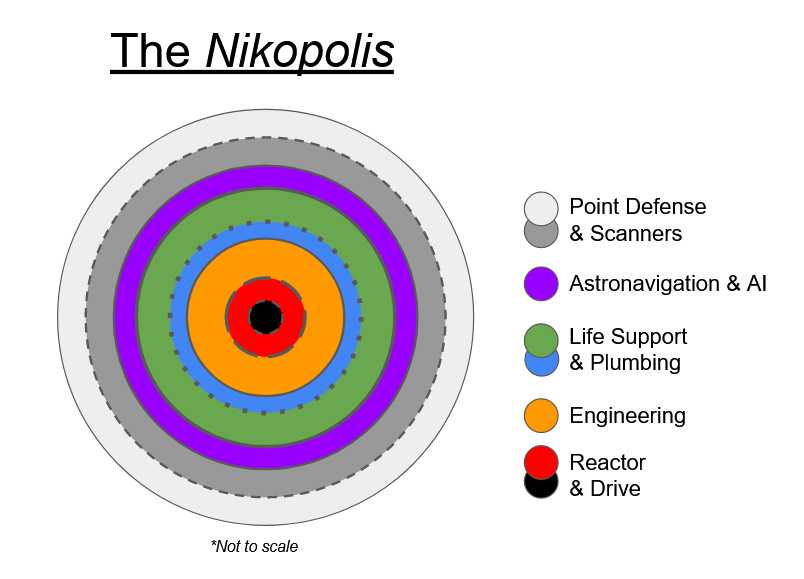 The Nikopolis
Point Defense
& Scanners
Astronavigation & AI
Life Support
& Plumbing
Engineering
Reactor
& Drive
*Not to scale